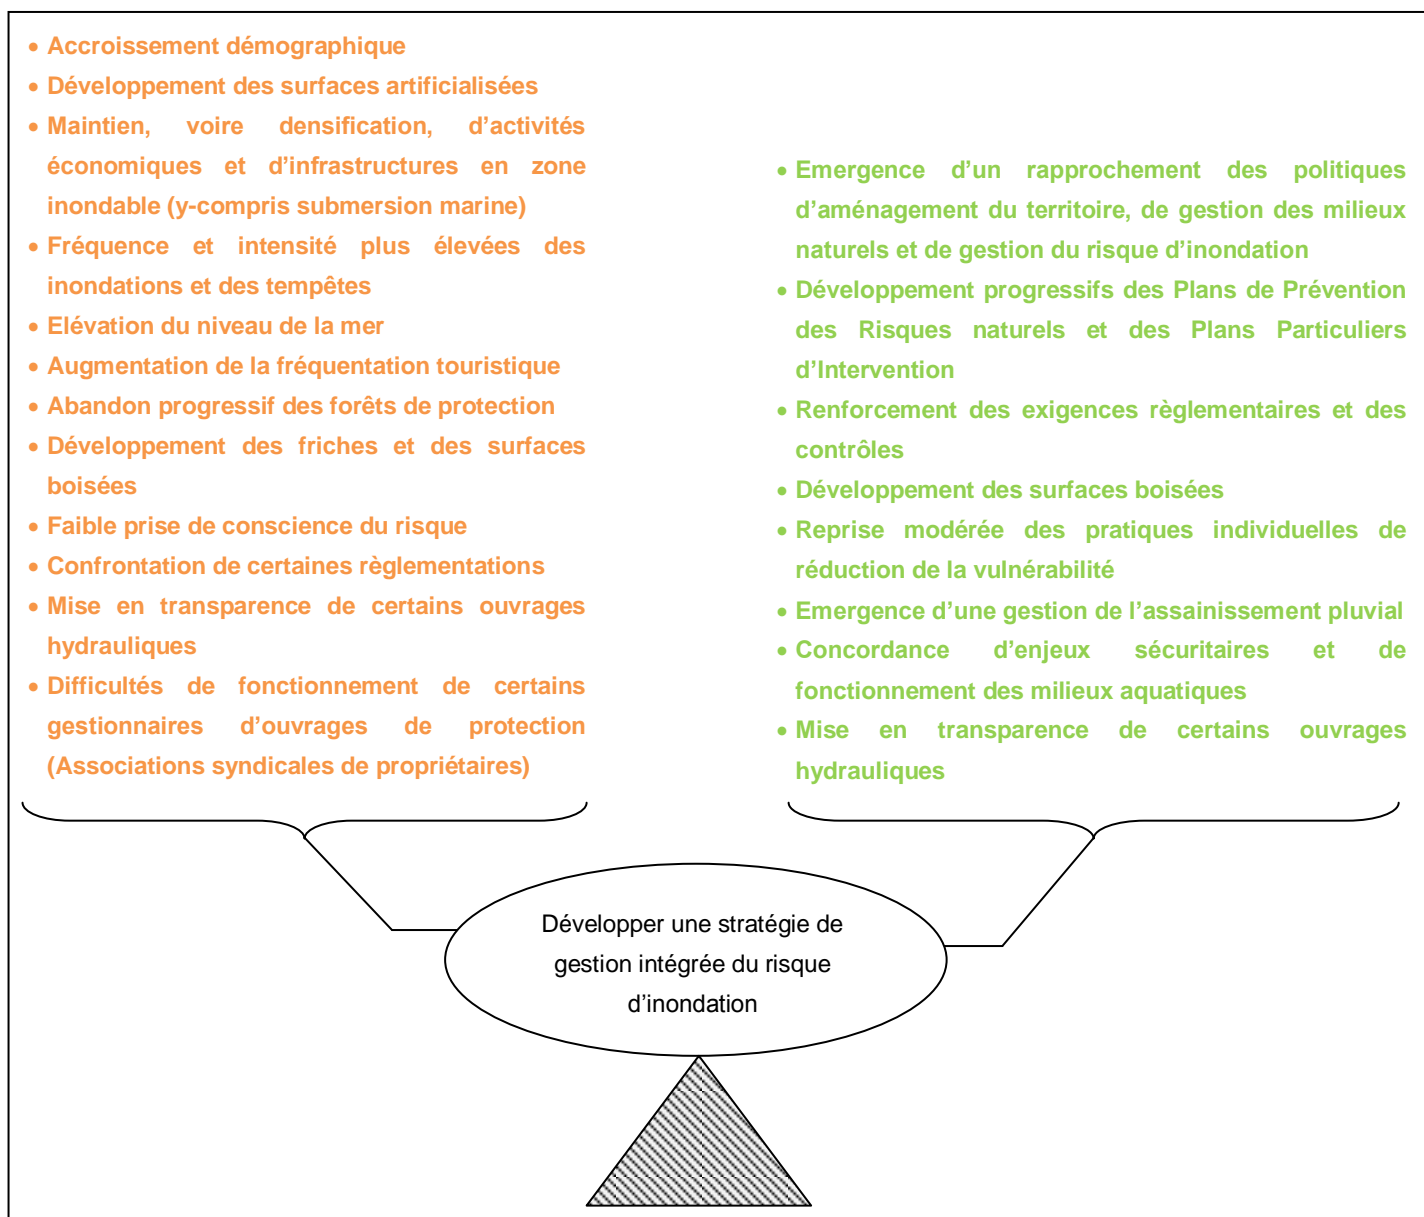 • Accroissement démographique
• Développement des surfaces artificialisées
• Maintien, voire densification, d'activités
économiques et d'infrastructures en zone
inondable (y-compris submersion marine)
• Fréquence et intensité plus élevées des
inondations et des tempêtes
• Elévation du niveau de la mer
• Augmentation de la fréquentation touristique
• Abandon progressif des forêts de protection
• Développement des friches et des surfaces
boisées
• Faible prise de conscience du risque
• Confrontation de certaines règlementations
• Mise en transparence de certains ouvrages
hydrauliques
• Difficultés de fonctionnement de certains
gestionnaires d'ouvrages de protection
(Associations syndicales de propriétaires)
• Emergence d'un rapprochement des politiques
d'aménagement du territoire, de gestion des milieux
naturels et de gestion du risque d'inondation
• Développement progressifs des Plans de Prévention
des Risques naturels et des Plans Particuliers
d'Intervention
• Renforcement des exigences règlementaires et des
contrôles
• Développement des surfaces boisées
• Reprise modérée des pratiques individuelles de
réduction de la vulnérabilité
• Emergence d'une gestion de l'assainissement pluvial
• Concordance d'enjeux sécuritaires et de
fonctionnement des milieux aquatiques
• Mise en transparence de certains ouvrages
hydrauliques
Développer une stratégie de
gestion intégrée du risque
d'inondation